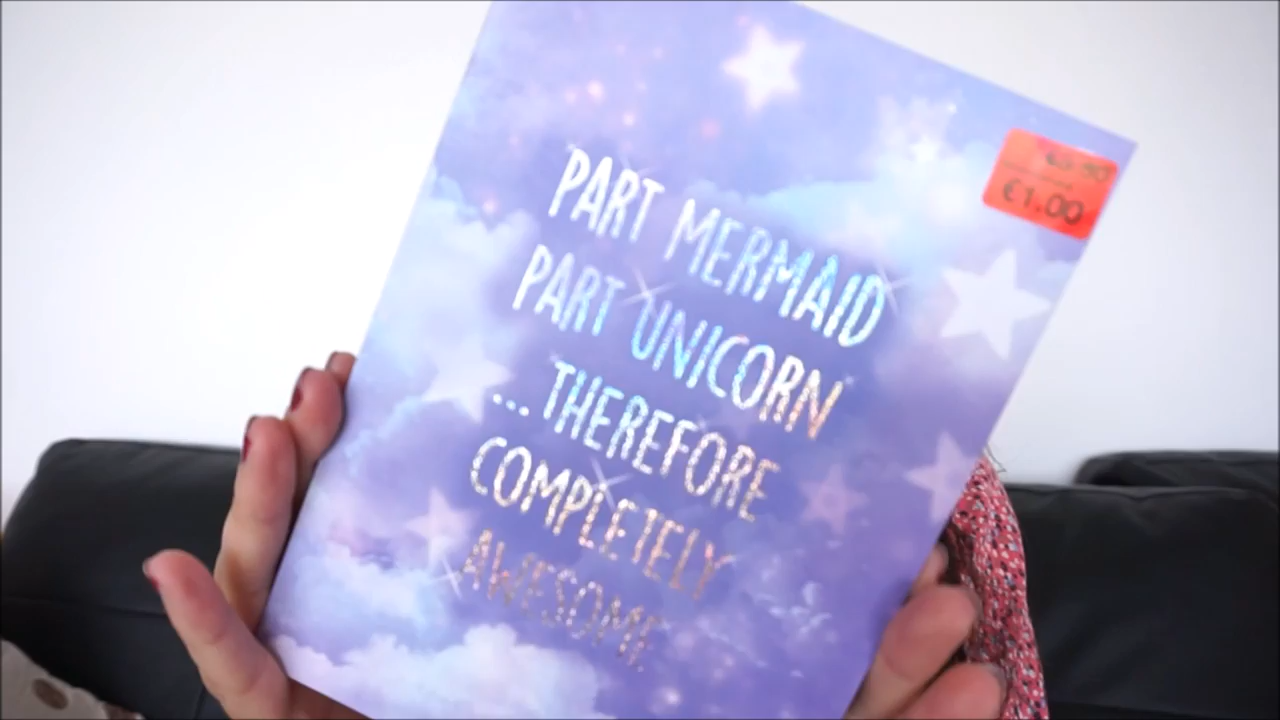 PART MERMAID
PART UNICORN
...THEREFORE
COMPLETELY
AWESOME
€1.00